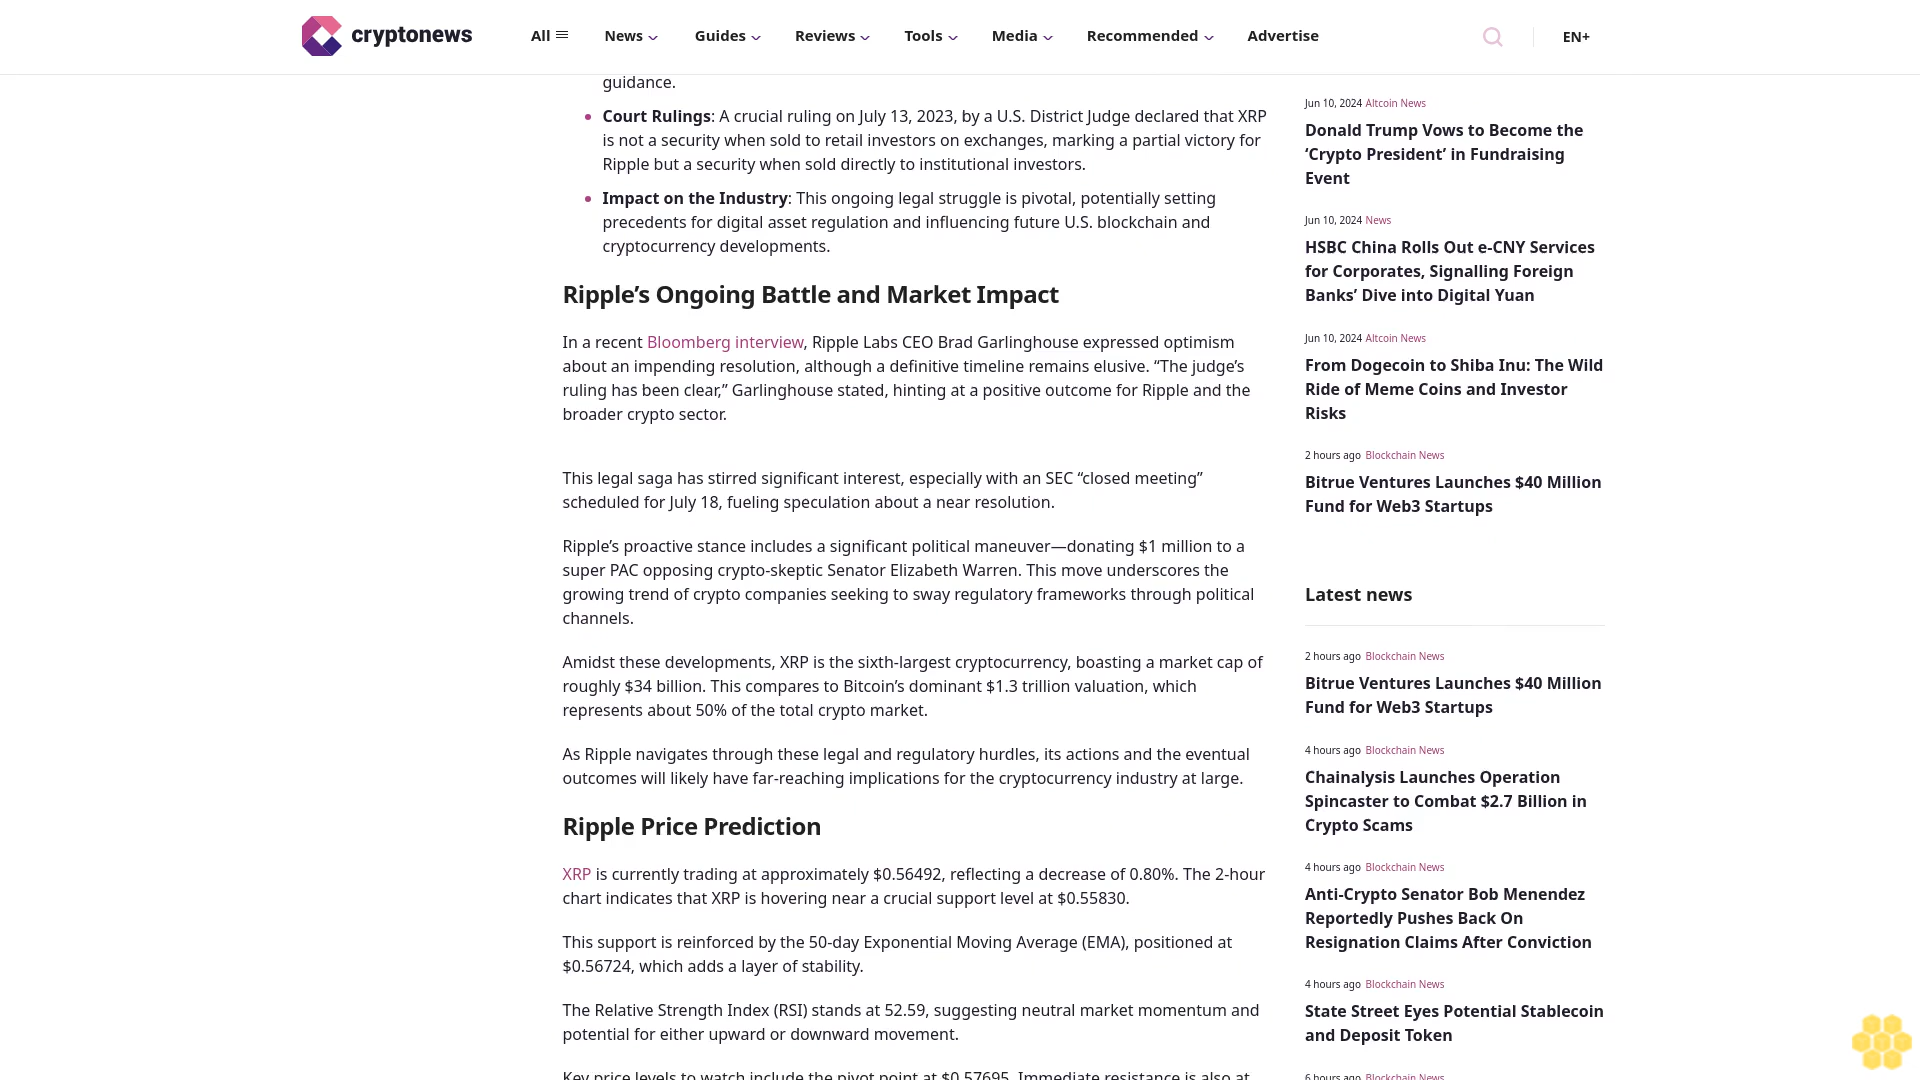 cryptonews
All
News
Guides
Reviews
Tools
Media
Recommended
Advertise
EN+
guidance.
Court Rulings: A crucial ruling on July 13, 2023, by a U.S. District Judge declared that XRP
is not a security when sold to retail investors on exchanges, marking a partial victory for
Ripple but a security when sold directly to institutional investors.
Impact on the Industry: This ongoing legal struggle is pivotal, potentially setting
precedents for digital asset regulation and influencing future U.S. blockchain and
cryptocurrency developments.
Ripple’s Ongoing Battle and Market Impact
In a recent Bloomberg interview, Ripple Labs CEO Brad Garlinghouse expressed optimism
about an impending resolution, although a definitive timeline remains elusive. “The judge’s
ruling has been clear,” Garlinghouse stated, hinting at a positive outcome for Ripple and the
broader crypto sector.
This legal saga has stirred significant interest, especially with an SEC “closed meeting”
scheduled for July 18, fueling speculation about a near resolution.
Ripple’s proactive stance includes a significant political maneuver—donating $1 million to a
super PAC opposing crypto-skeptic Senator Elizabeth Warren. This move underscores the
growing trend of crypto companies seeking to sway regulatory frameworks through political
channels.
Amidst these developments, XRP is the sixth-largest cryptocurrency, boasting a market cap of
roughly $34 billion. This compares to Bitcoin’s dominant $1.3 trillion valuation, which
represents about 50% of the total crypto market.
As Ripple navigates through these legal and regulatory hurdles, its actions and the eventual
outcomes will likely have far-reaching implications for the cryptocurrency industry at large.
Ripple Price Prediction
XRP is currently trading at approximately $0.56492, reflecting a decrease of 0.80%. The 2-hour
chart indicates that XRP is hovering near a crucial support level at $0.55830.
This support is reinforced by the 50-day Exponential Moving Average (EMA), positioned at
$0.56724, which adds a layer of stability.
The Relative Strength Index (RSI) stands at 52.59, suggesting neutral market momentum and
potential for either upward or downward movement.
Key price levels to watch include the pivot point at $0.57695. Immediate resistance is also at
Jun 10, 2024 Altcoin News
Donald Trump Vows to Become the
‘Crypto President’ in Fundraising
Event
Jun 10, 2024 News
HSBC China Rolls Out e-CNY Services
for Corporates, Signalling Foreign
Banks’ Dive into Digital Yuan
Jun 10, 2024 Altcoin News
From Dogecoin to Shiba Inu: The Wild
Ride of Meme Coins and Investor
Risks
2 hours ago Blockchain News
Bitrue Ventures Launches $40 Million
Fund for Web3 Startups
Latest news
2 hours ago Blockchain News
Bitrue Ventures Launches $40 Million
Fund for Web3 Startups
4 hours ago Blockchain News
Chainalysis Launches Operation
Spincaster to Combat $2.7 Billion in
Crypto Scams
4 hours ago Blockchain News
Anti-Crypto Senator Bob Menendez
Reportedly Pushes Back On
Resignation Claims After Conviction
4 hours ago Blockchain News
State Street Eyes Potential Stablecoin
and Deposit Token
6 hours ago Blockchain News